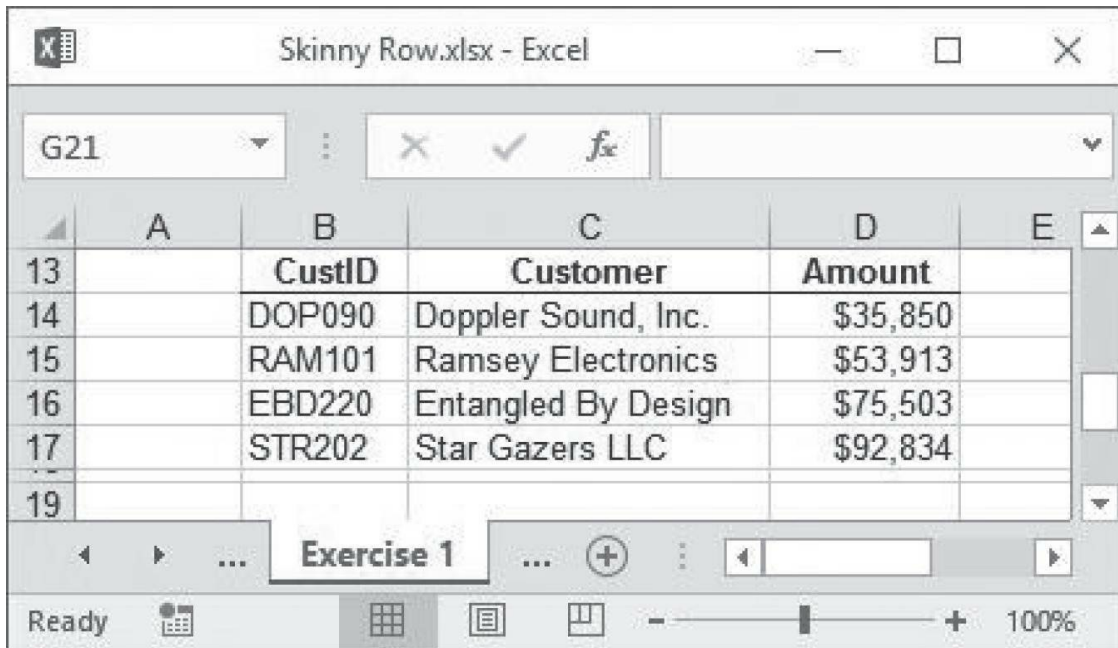 Skinny Row.xlsx - Excel
G21 fx
A B C D E
13 CustID Customer Amount
14 DOP090 Doppler Sound, Inc. $35,850
15 RAM101 Ramsey Electronics $53,913
16 EBD220 Entangled By Design $75,503
17 STR202 Star Gazers LLC $92,834
19
... Exercise 1 ...
Ready 100%